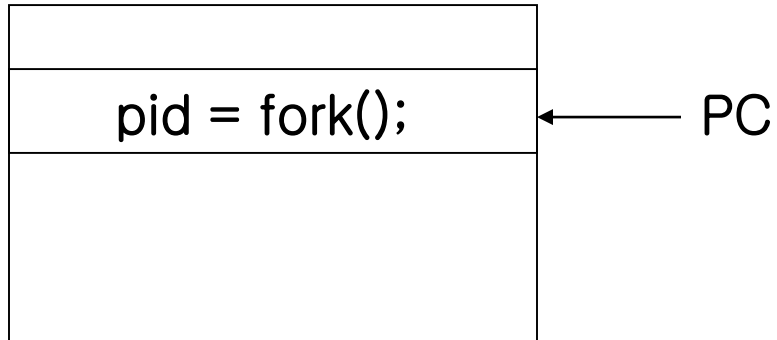 pid = fork();
PC